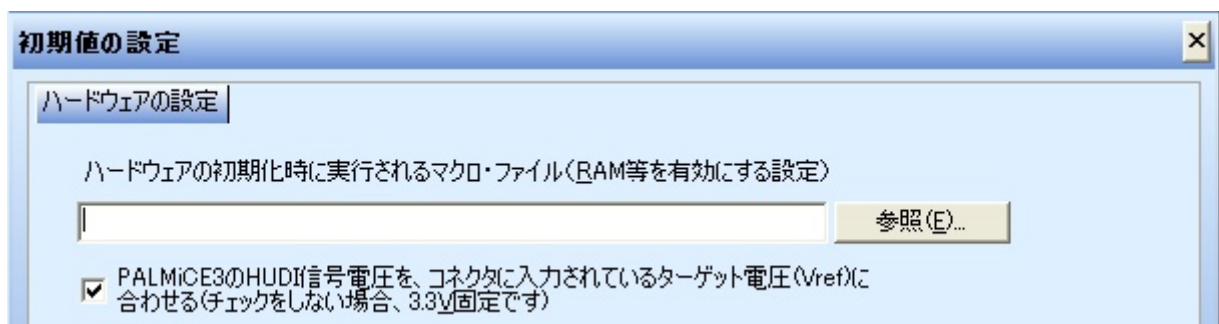 初期値の設定
ハードウェアの設定
ハードウェアの初期化時に実行されるマクロ・ファイル(RAM等を有効にする設定)
参照(E)...
PALMiCE3のHUDI信号電圧を、コネクタに入力されているターゲット電圧(Vref)に
合わせる(チェックをしない場合、3.3V固定です)